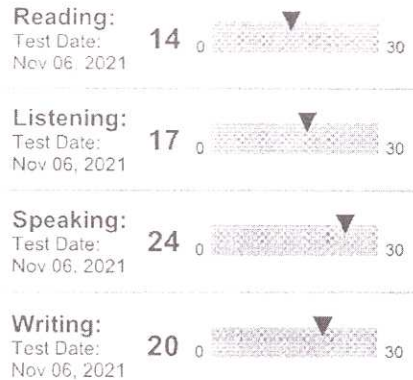 Reading:
Test Date:
Nov 06, 2021
14
0
30
Listening:
Test Date:
Nov 06, 2021
17
0
30
Speaking:
Test Date:
Nov 06, 2021
24
0
30
Writing:
Test Date:
Nov 06, 2021
20
0
30